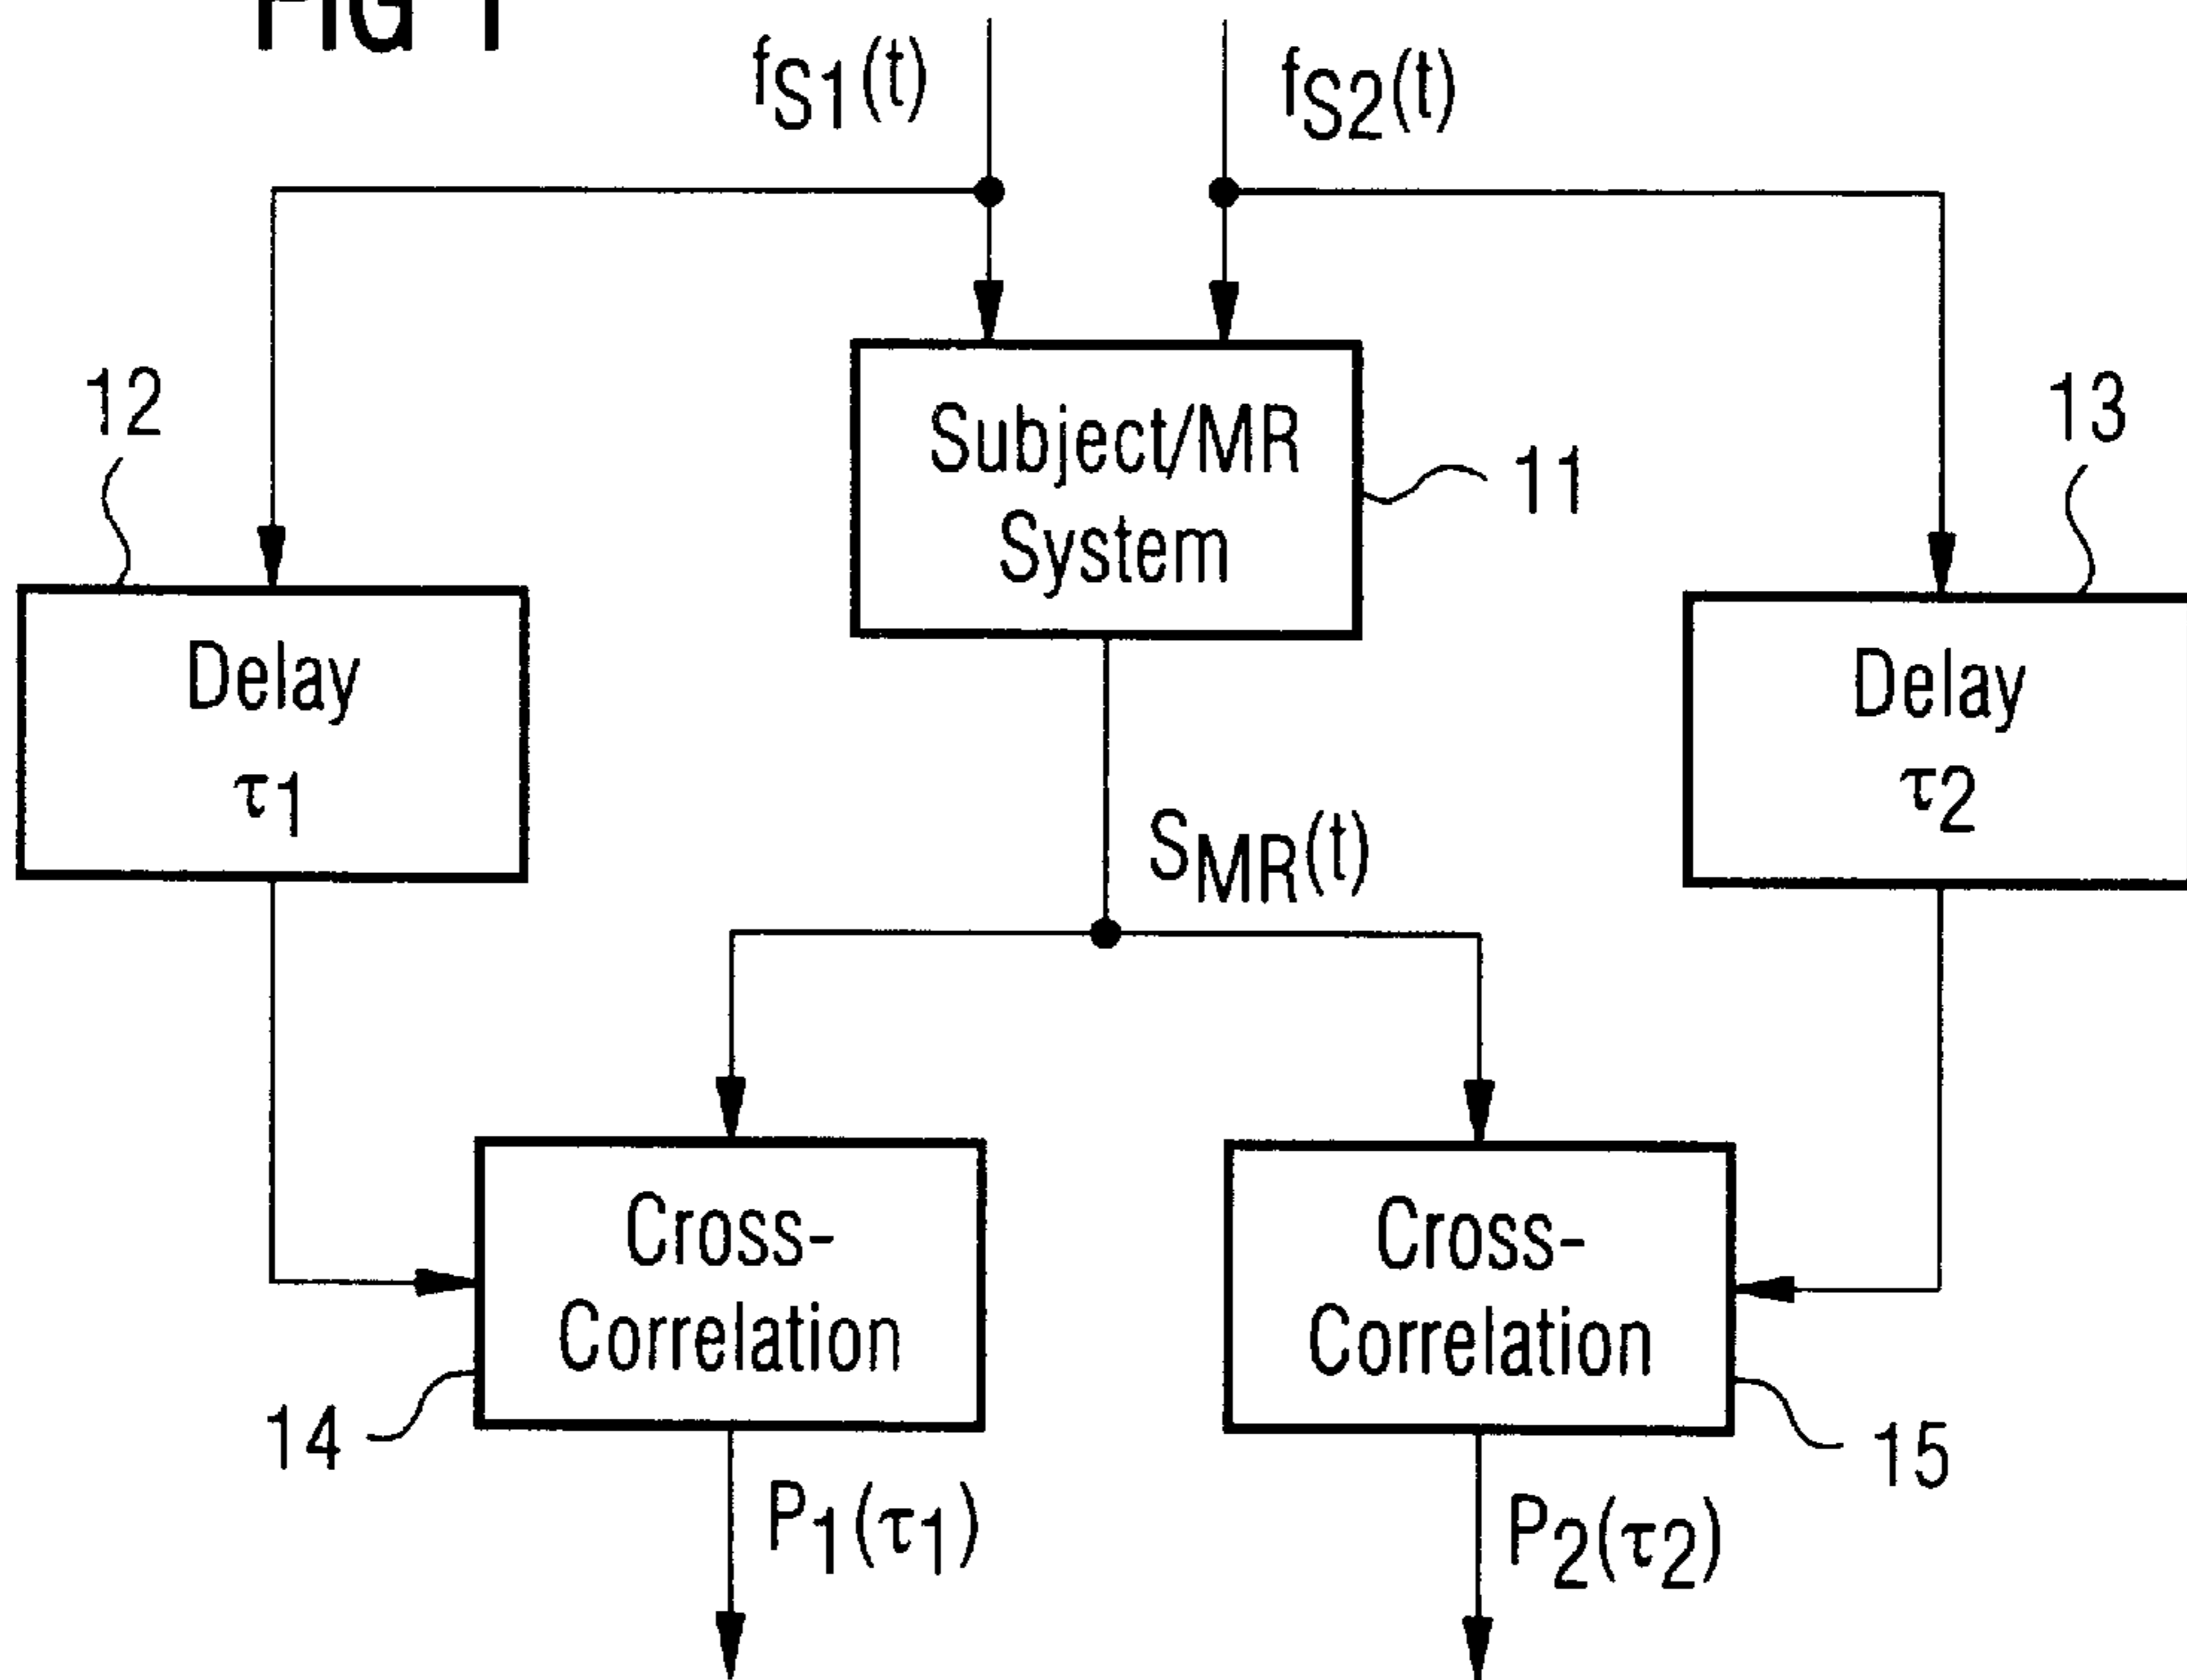 FIG 1
fS1(t)
fS2(t)
12
Subject/MR
System
11
13
Delay
τ1
Delay
τ2
SMR(t)
Cross-
Correlation
Cross-
Correlation
14
15
P1(τ1)
P2(τ2)